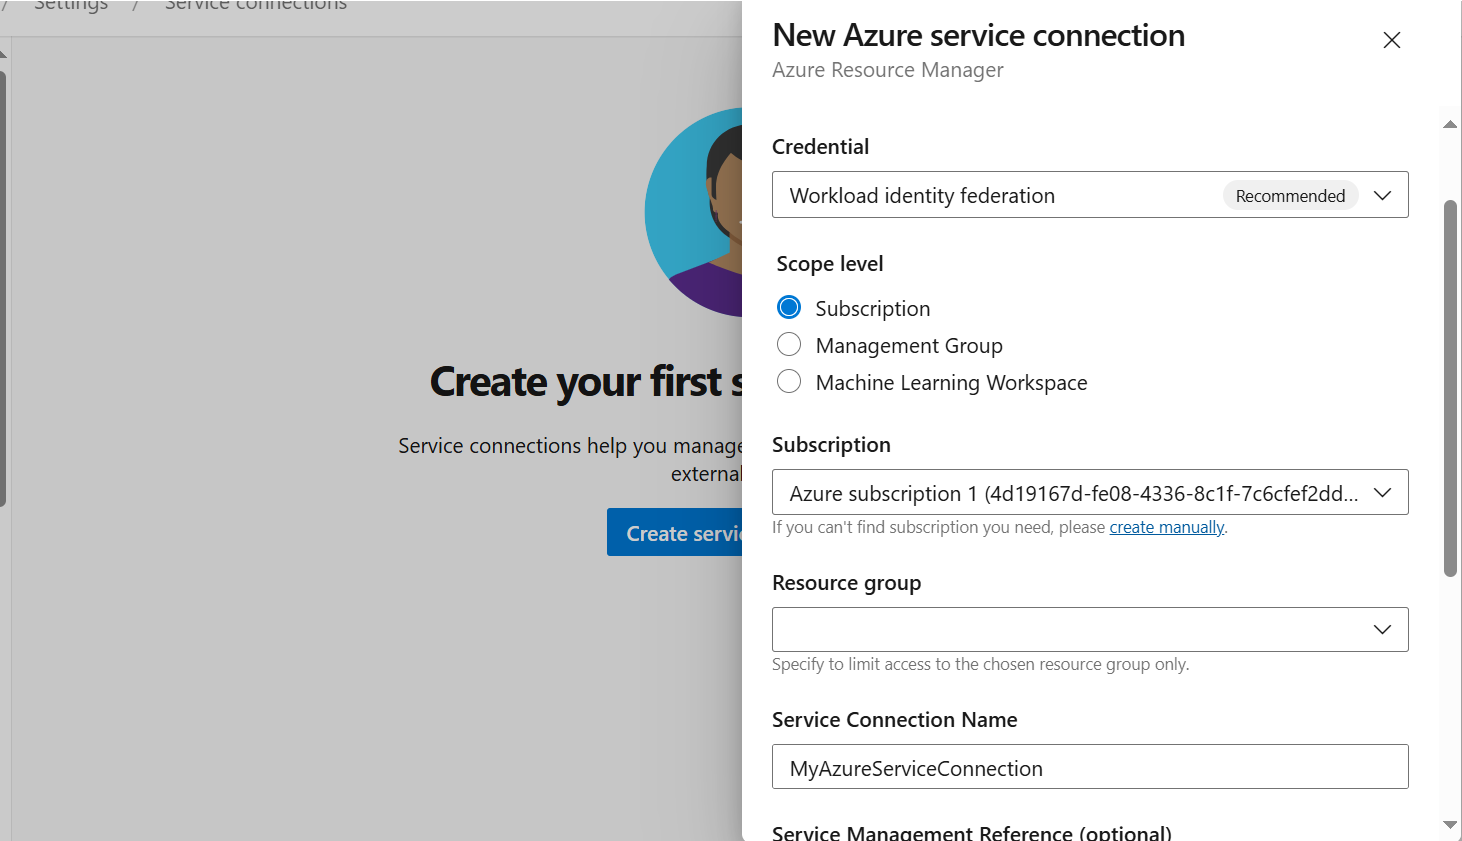 / Settings / Service connections
Create your first s
Service connections help you manage
external
Create servi
New Azure service connection
Azure Resource Manager
Credential
Workload identity federation Recommended
Scope level
Subscription
Management Group
Machine Learning Workspace
Subscription
Azure subscription 1 (4d19167d-fe08-4336-8c1f-7c6cfef2dd...
If you can't find subscription you need, please create manually.
Resource group
Specify to limit access to the chosen resource group only.
Service Connection Name
MyAzureServiceConnection
Service Management Reference (optional)